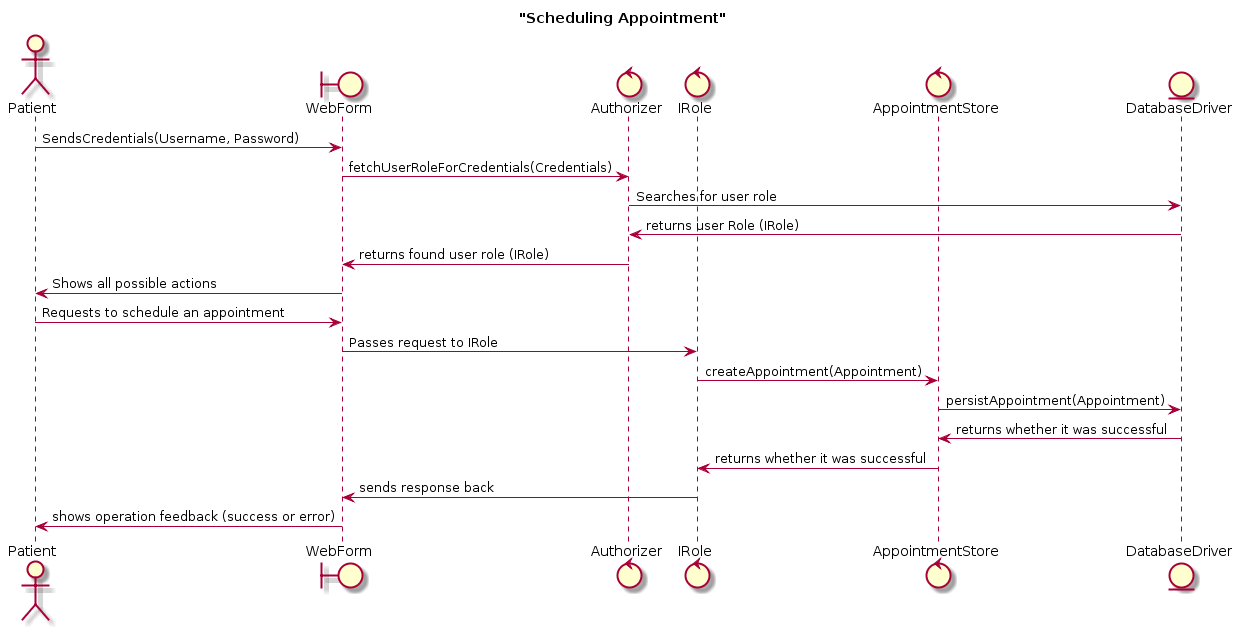 "Scheduling Appointment"
Patient
WebForm
Authorizer
IRole
AppointmentStore
DatabaseDriver
SendsCredentials(Username, Password)
fetchUserRoleForCredentials(Credentials)
Searches for user role
returns user Role (IRole)
returns found user role (IRole)
Shows all possible actions
Requests to schedule an appointment
Passes request to IRole
createAppointment(Appointment)
persistAppointment(Appointment)
returns whether it was successful
returns whether it was successful
sends response back
shows operation feedback (success or error)
Patient
WebForm
Authorizer
IRole
AppointmentStore
DatabaseDriver